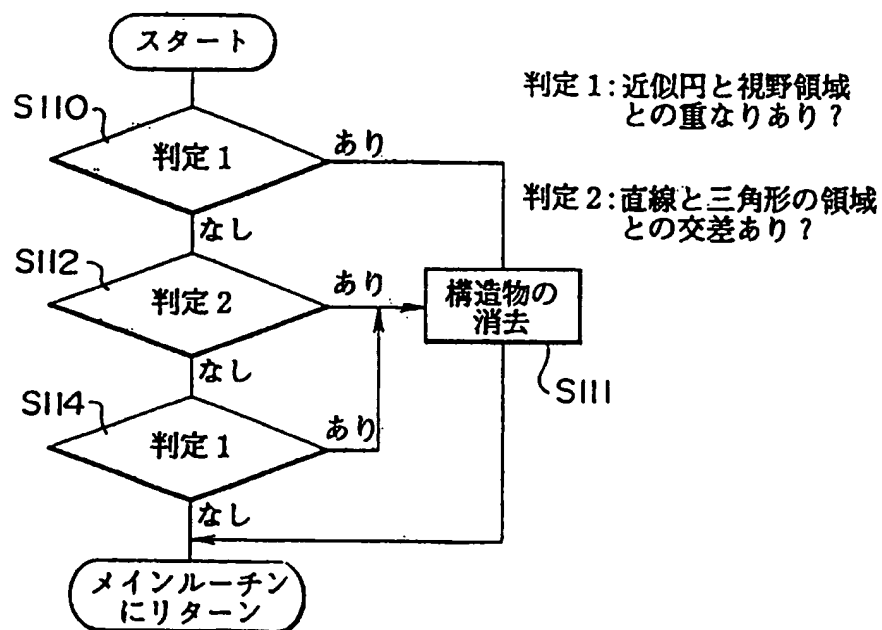 スタート
判定1:近似円と視野領域
との重なりあり?
S110
判定1
あり
なし
判定2:直線と三角形の領域
との交差あり?
S112
判定2
あり
なし
構造物の
消去
S111
S114
判定1
あり
なし
メインルーチン
にリターン